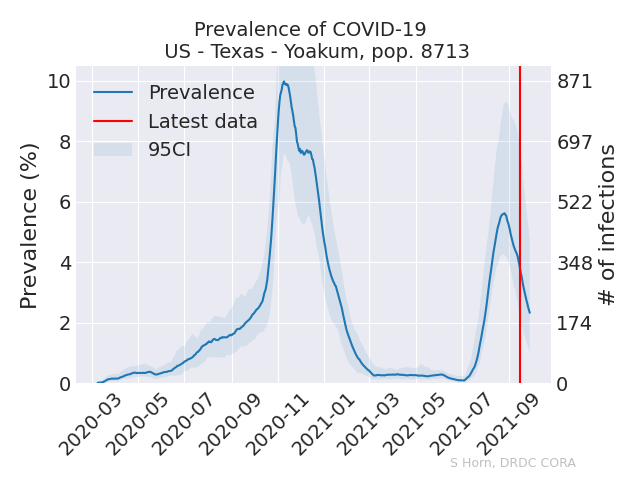 Prevalence of COVID-19
US - Texas - Yoakum, pop. 8713
Prevalence
Latest data
95CI
Prevalence (%)
10
8
6
4
2
0
# of infections
871
697
522
348
174
0
2020-03
2020-05
2020-07
2020-09
2020-11
2021-01
2021-03
2021-05
2021-07
2021-09
S Horn, DRDC CORA